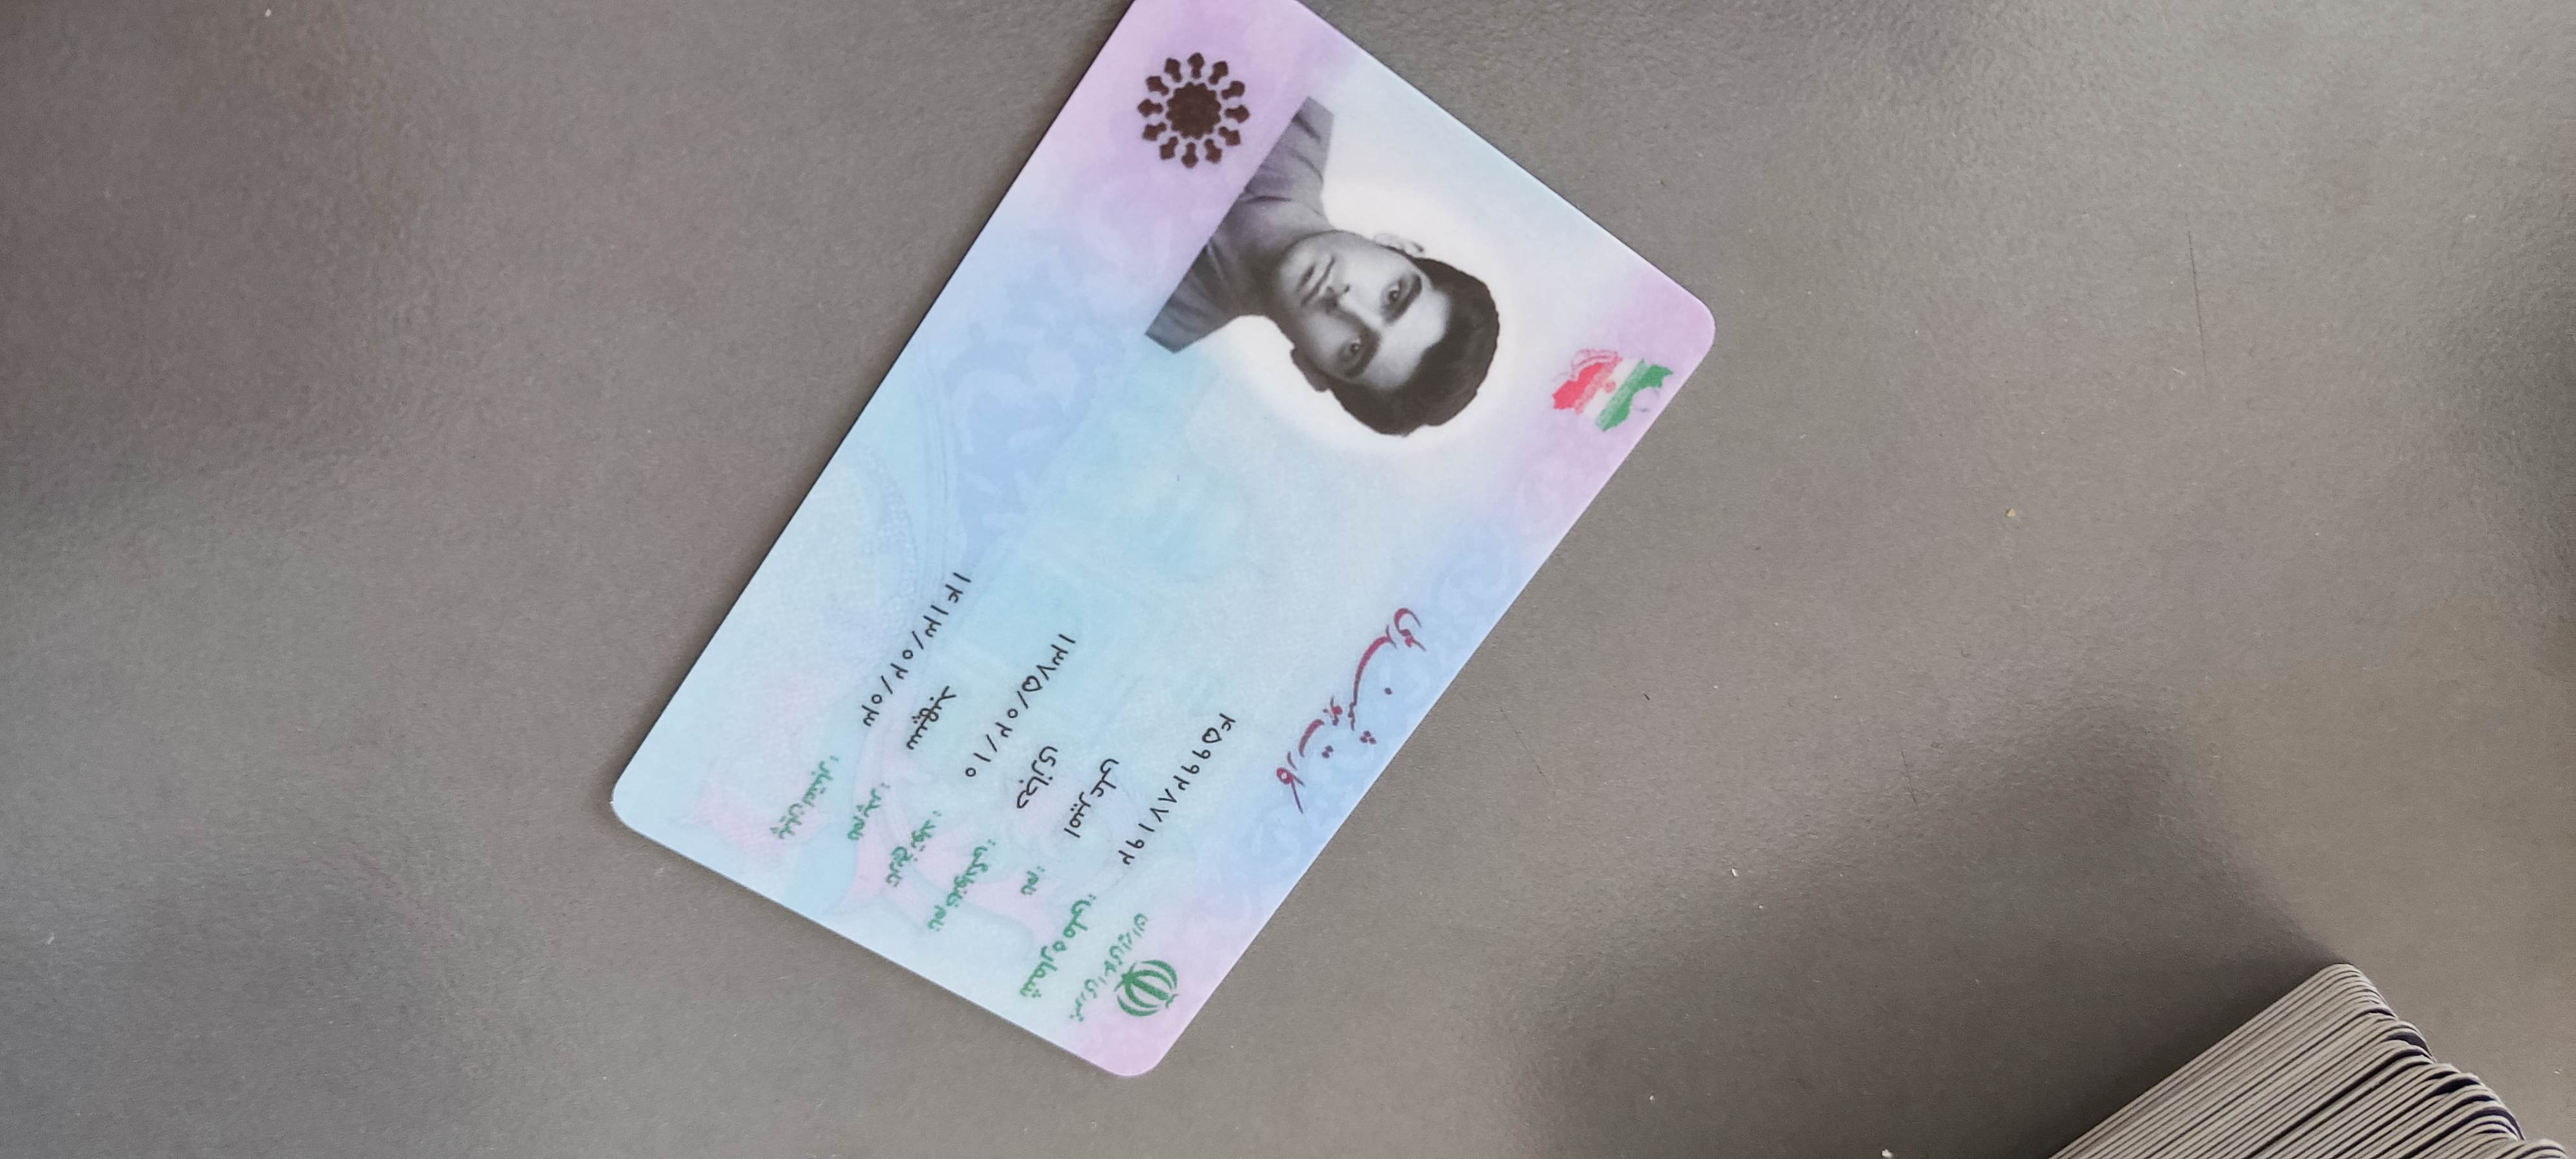 جمهوری اسلامی ایران
کارت هوشمند ملی
شماره ملی: ۴۵۹۹۲۸۷۱۹۲
نام: امیرعلی
نام خانوادگی: حجازی
تاریخ تولد: ۱۳۷۵/۰۲/۱۰
نام پدر: سپهبد
پایان اعتبار: ۱۴۱۳/۰۲/۰۳